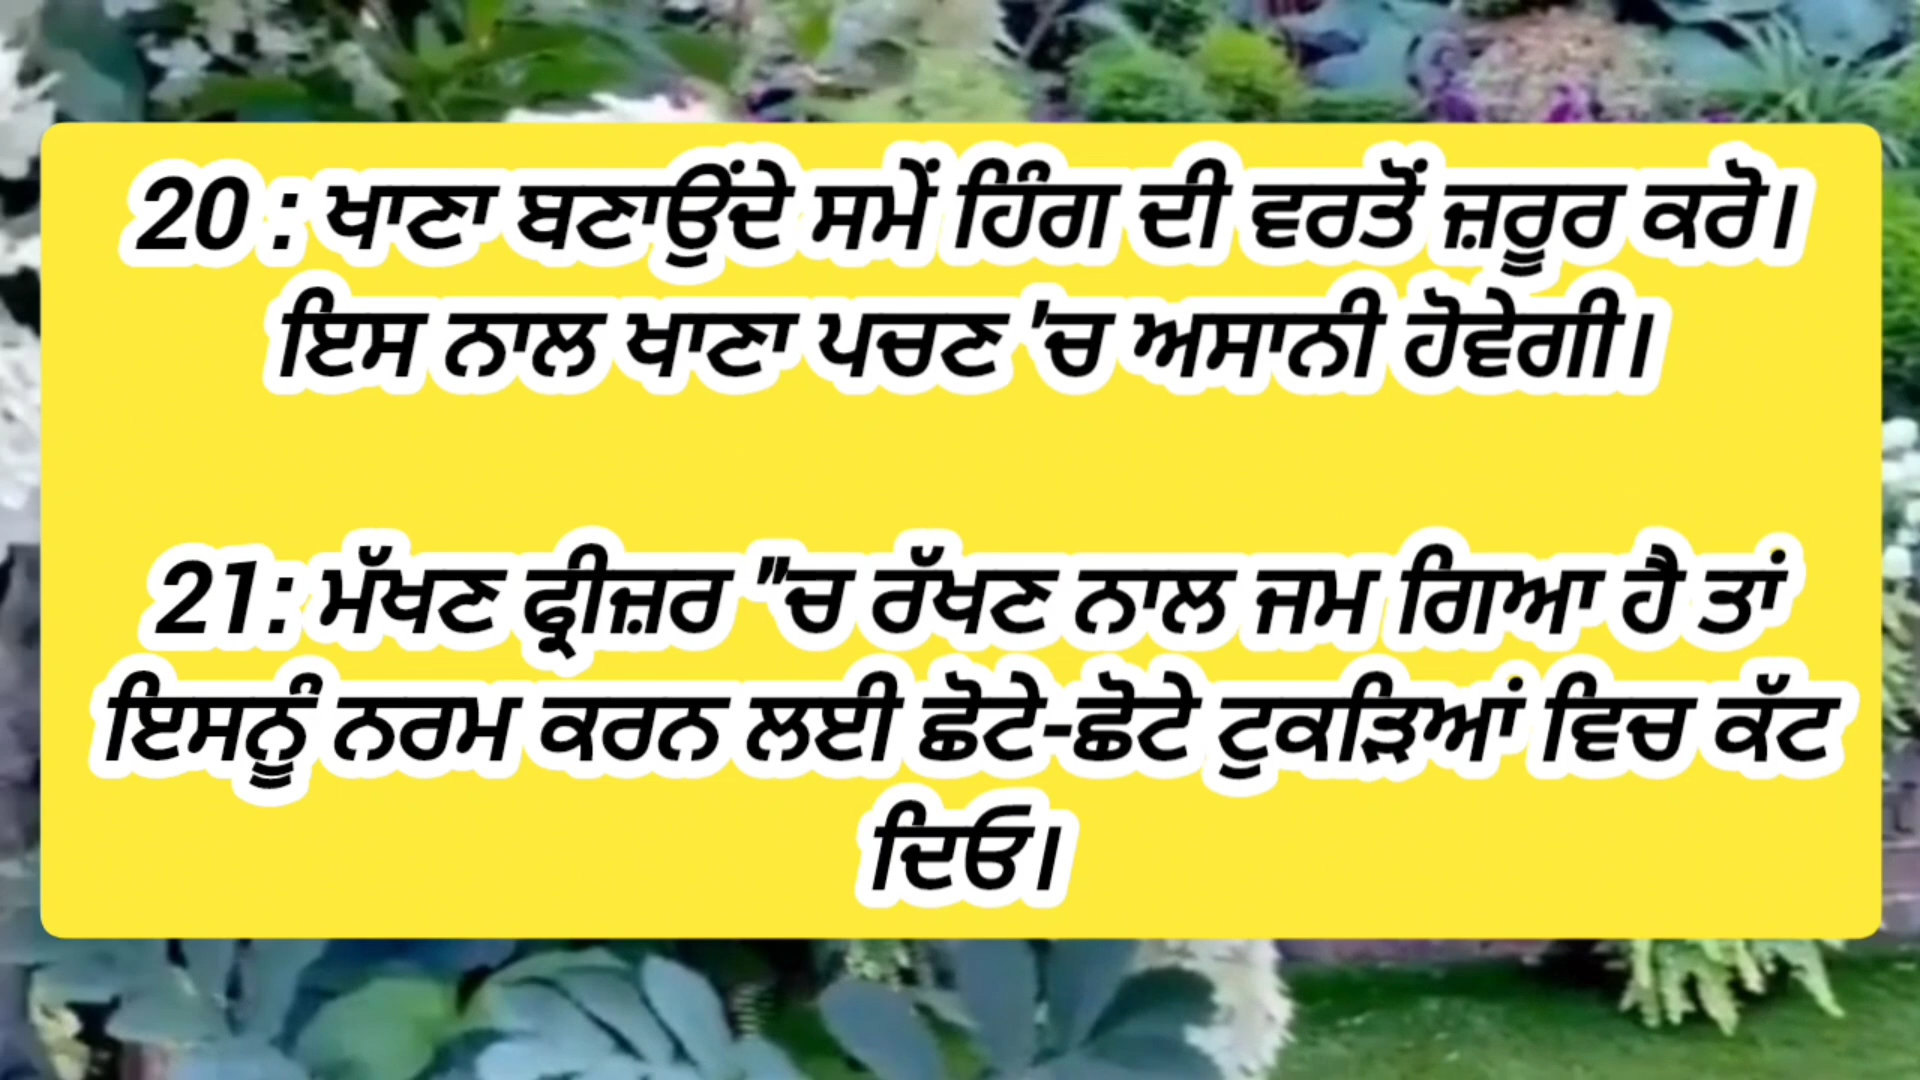 20 : ਖਾਣਾ ਬਣਾਉਂਦੇ ਸਮੇਂ ਹਿੰਗ ਦੀ ਵਰਤੋਂ ਜ਼ਰੂਰ ਕਰੋ।
ਇਸ ਨਾਲ ਖਾਣਾ ਪਚਣ 'ਚ ਅਸਾਨੀ ਹੋਵੇਗੀ।
21: ਮੱਖਣ ਫ੍ਰੀਜ਼ਰ "ਚ ਰੱਖਣ ਨਾਲ ਜਮ ਗਿਆ ਹੈ ਤਾਂ
ਇਸਨੂੰ ਨਰਮ ਕਰਨ ਲਈ ਛੋਟੇ-ਛੋਟੇ ਟੁਕੜਿਆਂ ਵਿਚ ਕੱਟ
ਦਿਓ।